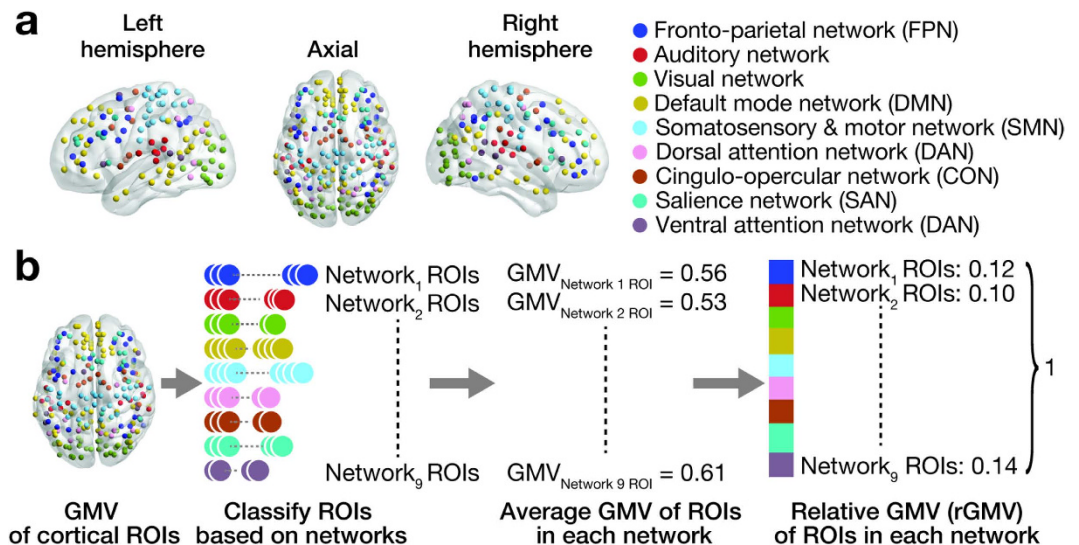 a
Left
hemisphere
Axial
Right
hemisphere
Fronto-parietal network (FPN)
Auditory network
Visual network
Default mode network (DMN)
Somatosensory & motor network (SMN)
Dorsal attention network (DAN)
Cingulo-opercular network (CON)
Salience network (SAN)
Ventral attention network (DAN)
b
Network1 ROIs
Network2 ROIs
Network9 ROIs
GMVNetwork 1 ROI = 0.56
GMVNetwork 2 ROI = 0.53
GMVNetwork 9 ROI = 0.61
Network1 ROIs: 0.12
Network2 ROIs: 0.10
Network9 ROIs: 0.14
1
GMV
of cortical ROIs
Classify ROIs
based on networks
Average GMV of ROIs
in each network
Relative GMV (rGMV)
of ROIs in each network